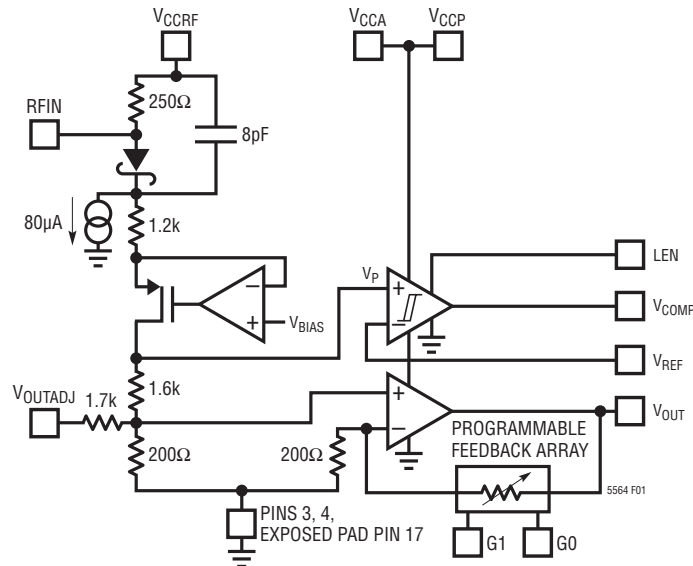 VCCRF
VCCA
VCCP
RFIN
250Ω
8pF
80µA
1.2k
LEN
VP
+
−
VCOMP
−
+
VBIAS
VREF
VOUTADJ
1.7k
1.6k
+
−
VOUT
200Ω
200Ω
PROGRAMMABLE
FEEDBACK ARRAY
5564 F01
PINS 3, 4,
EXPOSED PAD PIN 17
G1
G0